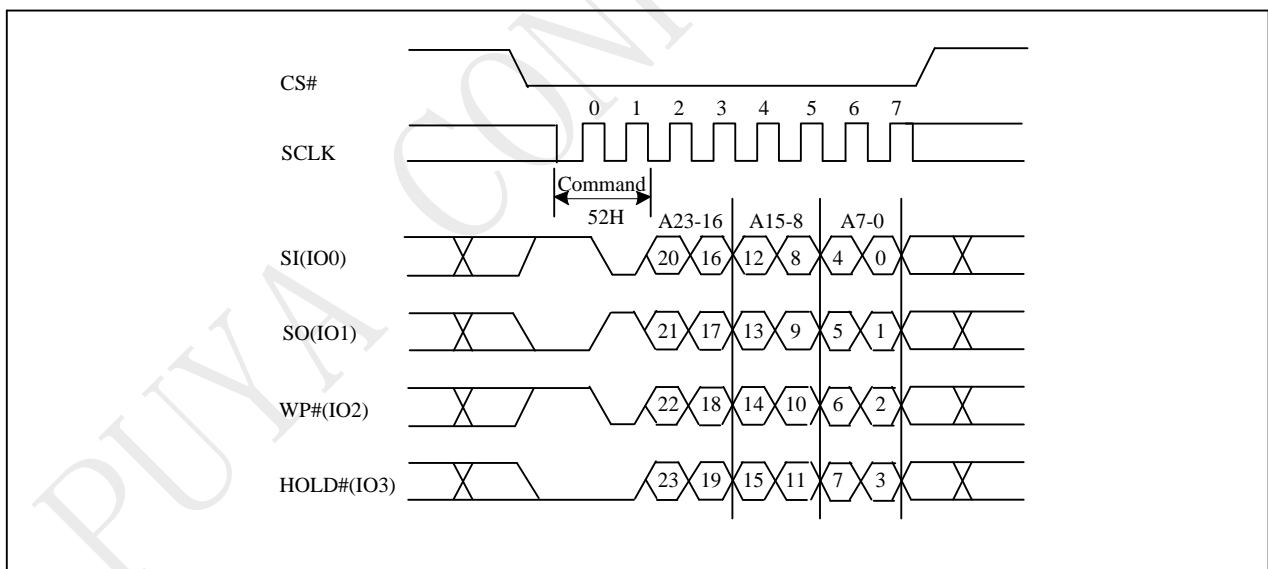 PUYA CONF
CS#
0 1 2 3 4 5 6 7
SCLK
Command
52H
A23-16 A15-8 A7-0
SI(IO0) 20 16 12 8 4 0
SO(IO1) 21 17 13 9 5 1
WP#(IO2) 22 18 14 10 6 2
HOLD#(IO3) 23 19 15 11 7 3